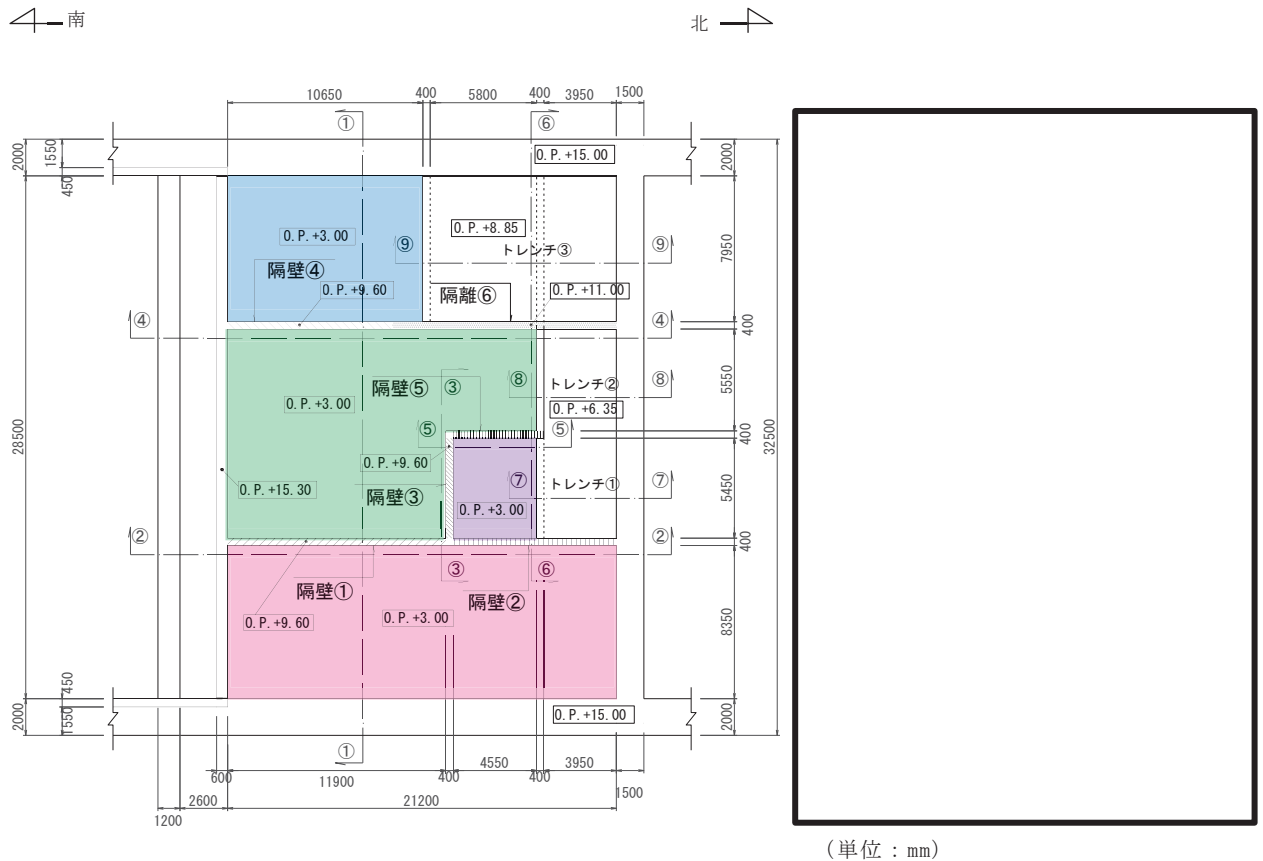 南
北
10650
400
5800
400
3950
1500
①
⑥
2000
1550
450
O.P.+15.00
2000
O.P.+3.00
O.P.+8.85
⑨
トレンチ③
⑨
7950
隔壁④
O.P.+9.60
隔離⑥
O.P.+11.00
④
④
400
隔壁⑤
③
⑧
トレンチ②
⑧
5550
O.P.+3.00
O.P.+6.35
28500
⑤
⑤
400
32500
O.P.+9.60
O.P.+15.30
隔壁③
⑦
トレンチ①
⑦
5450
O.P.+3.00
②
②
400
隔壁①
③
⑥
隔壁②
O.P.+9.60
O.P.+3.00
8350
450
2000
1550
O.P.+15.00
2000
①
600
11900
400
4550
400
3950
1500
2600
21200
1200
(単位：mm)